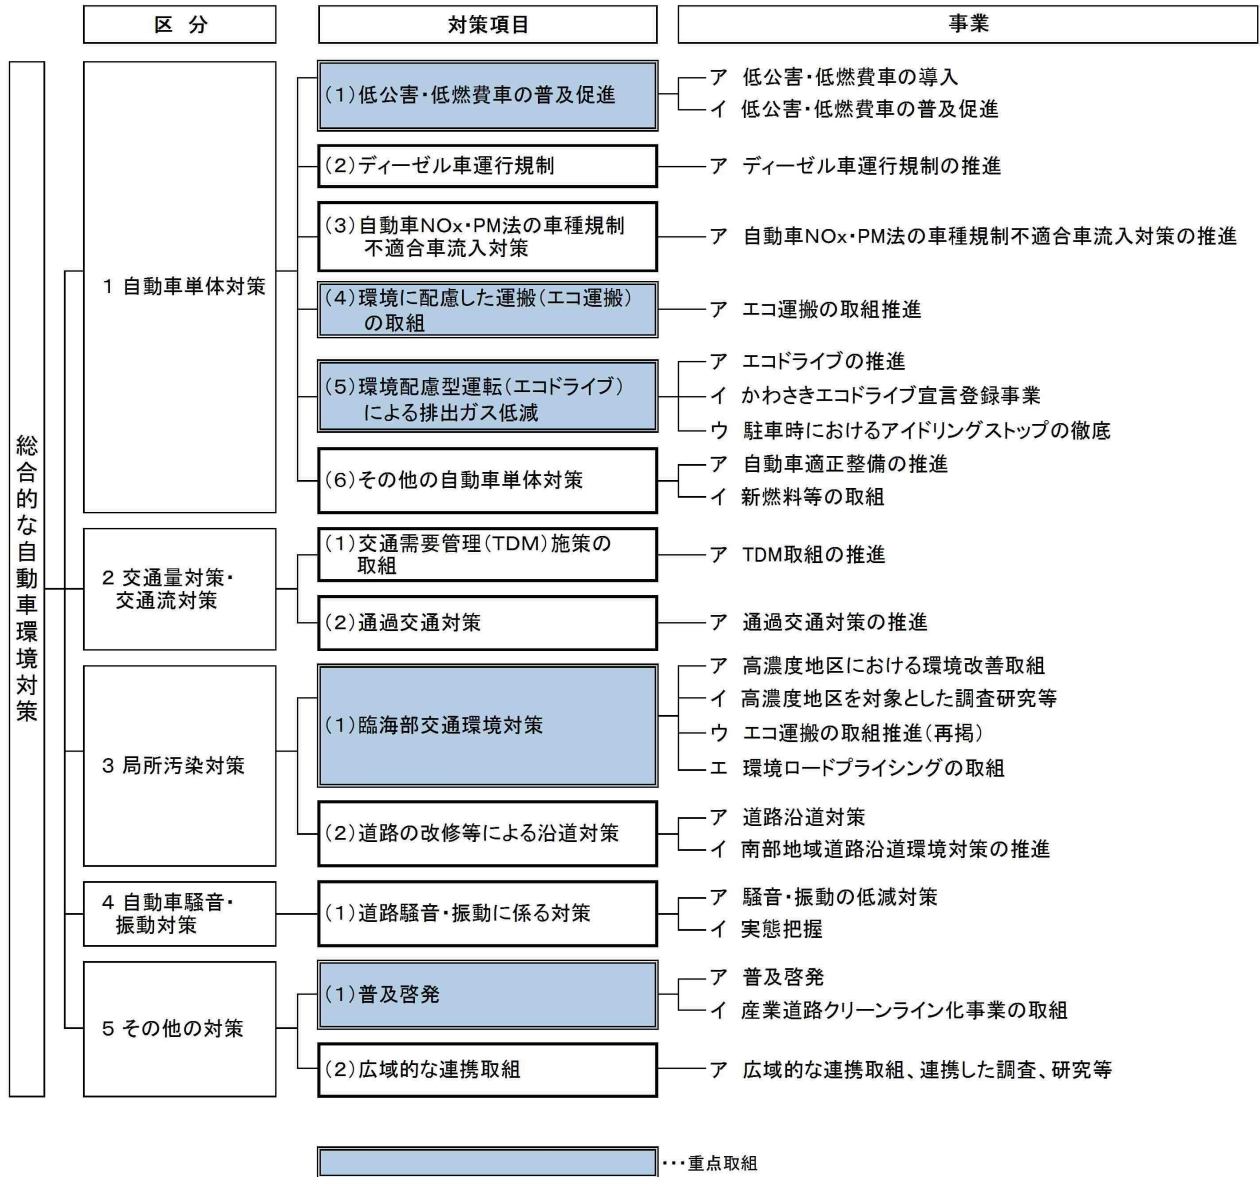 区 分
対策項目
事業
総合的な自動車環境対策
1 自動車単体対策
(1)低公害・低燃費車の普及促進
ア 低公害・低燃費車の導入
イ 低公害・低燃費車の普及促進
(2)ディーゼル車運行規制
ア ディーゼル車運行規制の推進
(3)自動車NOx・PM法の車種規制
不適合車流入対策
ア 自動車NOx・PM法の車種規制不適合車流入対策の推進
(4)環境に配慮した運搬(エコ運搬)
の取組
ア エコ運搬の取組推進
(5)環境配慮型運転(エコドライブ)
による排出ガス低減
ア エコドライブの推進
イ かわさきエコドライブ宣言登録事業
ウ 駐車時におけるアイドリングストップの徹底
(6)その他の自動車単体対策
ア 自動車適正整備の推進
イ 新燃料等の取組
2 交通量対策・
交通流対策
(1)交通需要管理(TDM)施策の
取組
ア TDM取組の推進
(2)通過交通対策
ア 通過交通対策の推進
3 局所汚染対策
(1)臨海部交通環境対策
ア 高濃度地区における環境改善取組
イ 高濃度地区を対象とした調査研究等
ウ エコ運搬の取組推進(再掲)
エ 環境ロードプライシングの取組
(2)道路の改修等による沿道対策
ア 道路沿道対策
イ 南部地域道路沿道環境対策の推進
4 自動車騒音・
振動対策
(1)道路騒音・振動に係る対策
ア 騒音・振動の低減対策
イ 実態把握
5 その他の対策
(1)普及啓発
ア 普及啓発
イ 産業道路クリーンライン化事業の取組
(2)広域的な連携取組
ア 広域的な連携取組、連携した調査、研究等
・・・重点取組